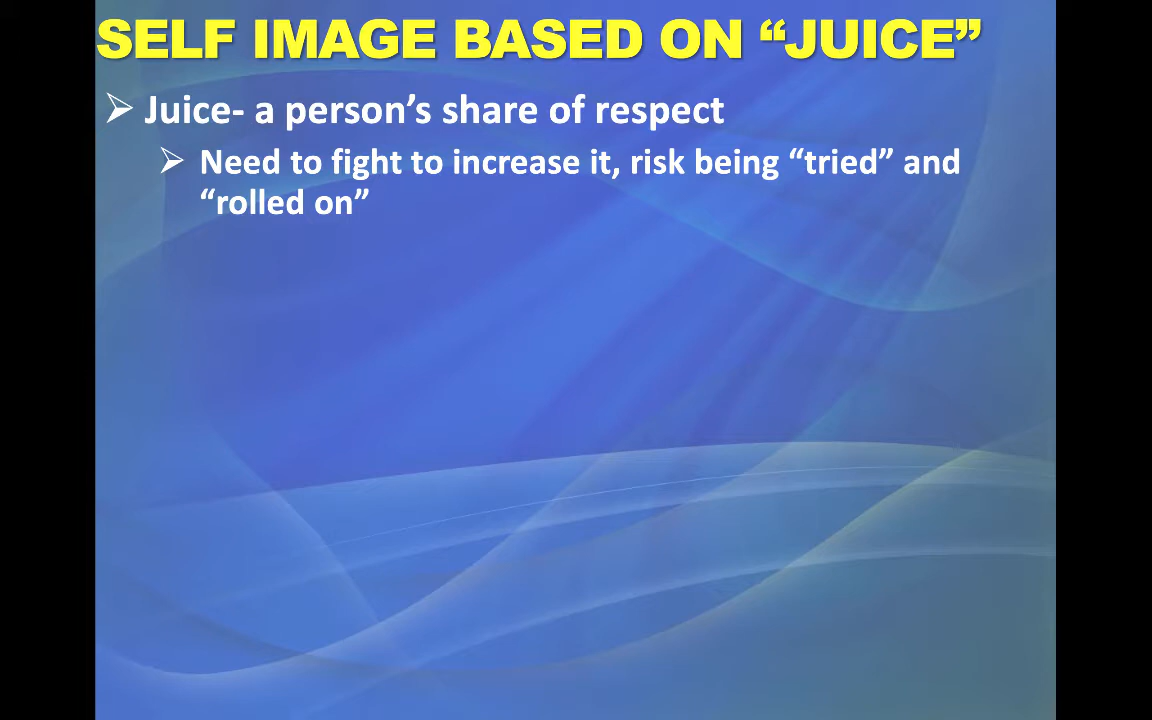 SELF IMAGE BASED ON “JUICE”
Juice- a person’s share of respect
Need to fight to increase it, risk being “tried” and
“rolled on”